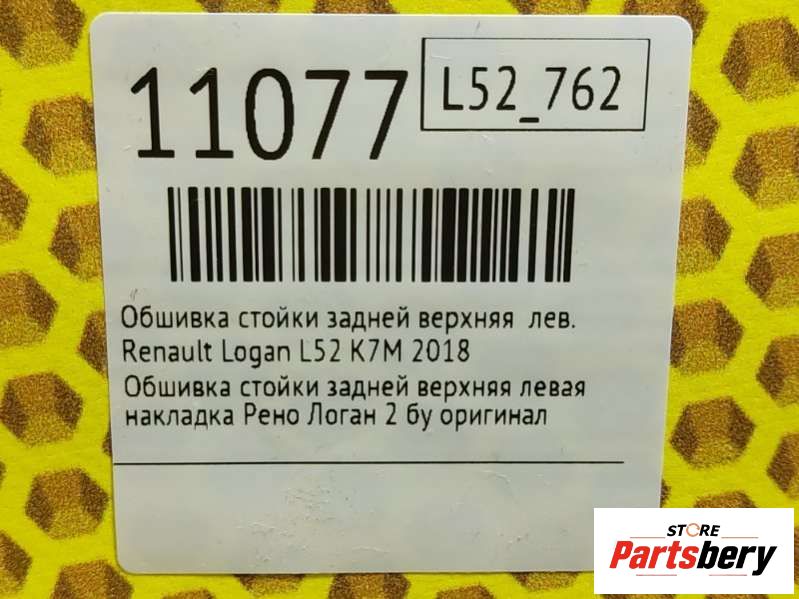 11077
L52_762
Обшивка стойки задней верхняя лев.
Renault Logan L52 K7M 2018
Обшивка стойки задней верхняя левая
накладка Рено Логан 2 бу оригинал
STORE
Partsbery